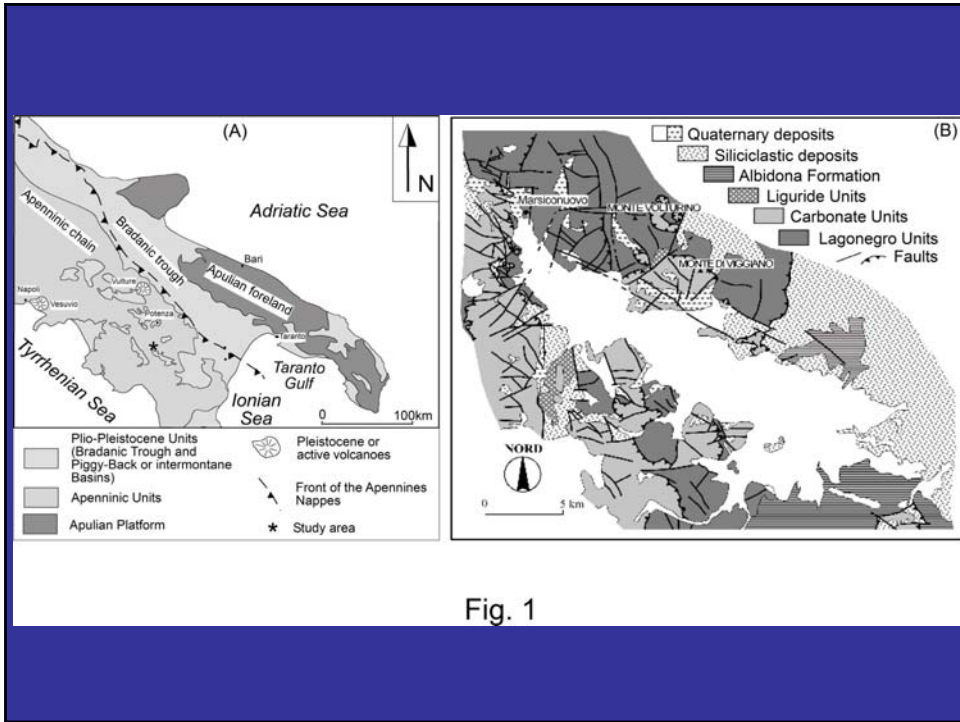 (A)
N
Adriatic Sea
Apenninic chain
Bradanic trough
Bari
Apulian foreland
Napoli
Vulture
Vesuvio
Potenza
Taranto
*
Tyrrhenian Sea
Taranto
Gulf
Ionian
Sea
0 100km
Plio-Pleistocene Units
(Bradanic Trough and
Piggy-Back or intermontane
Basins)
Apenninic Units
Apulian Platform
Pleistocene or
active volcanoes
Front of the Apennines
Nappes
* Study area
(B)
Quaternary deposits
Siliciclastic deposits
Albidona Formation
Liguride Units
Carbonate Units
Lagonegro Units
Faults
Marsiconuovo
MONTE VOLTURINO
MONTE DI VIGGIANO
NORD
0 5 km
Fig. 1